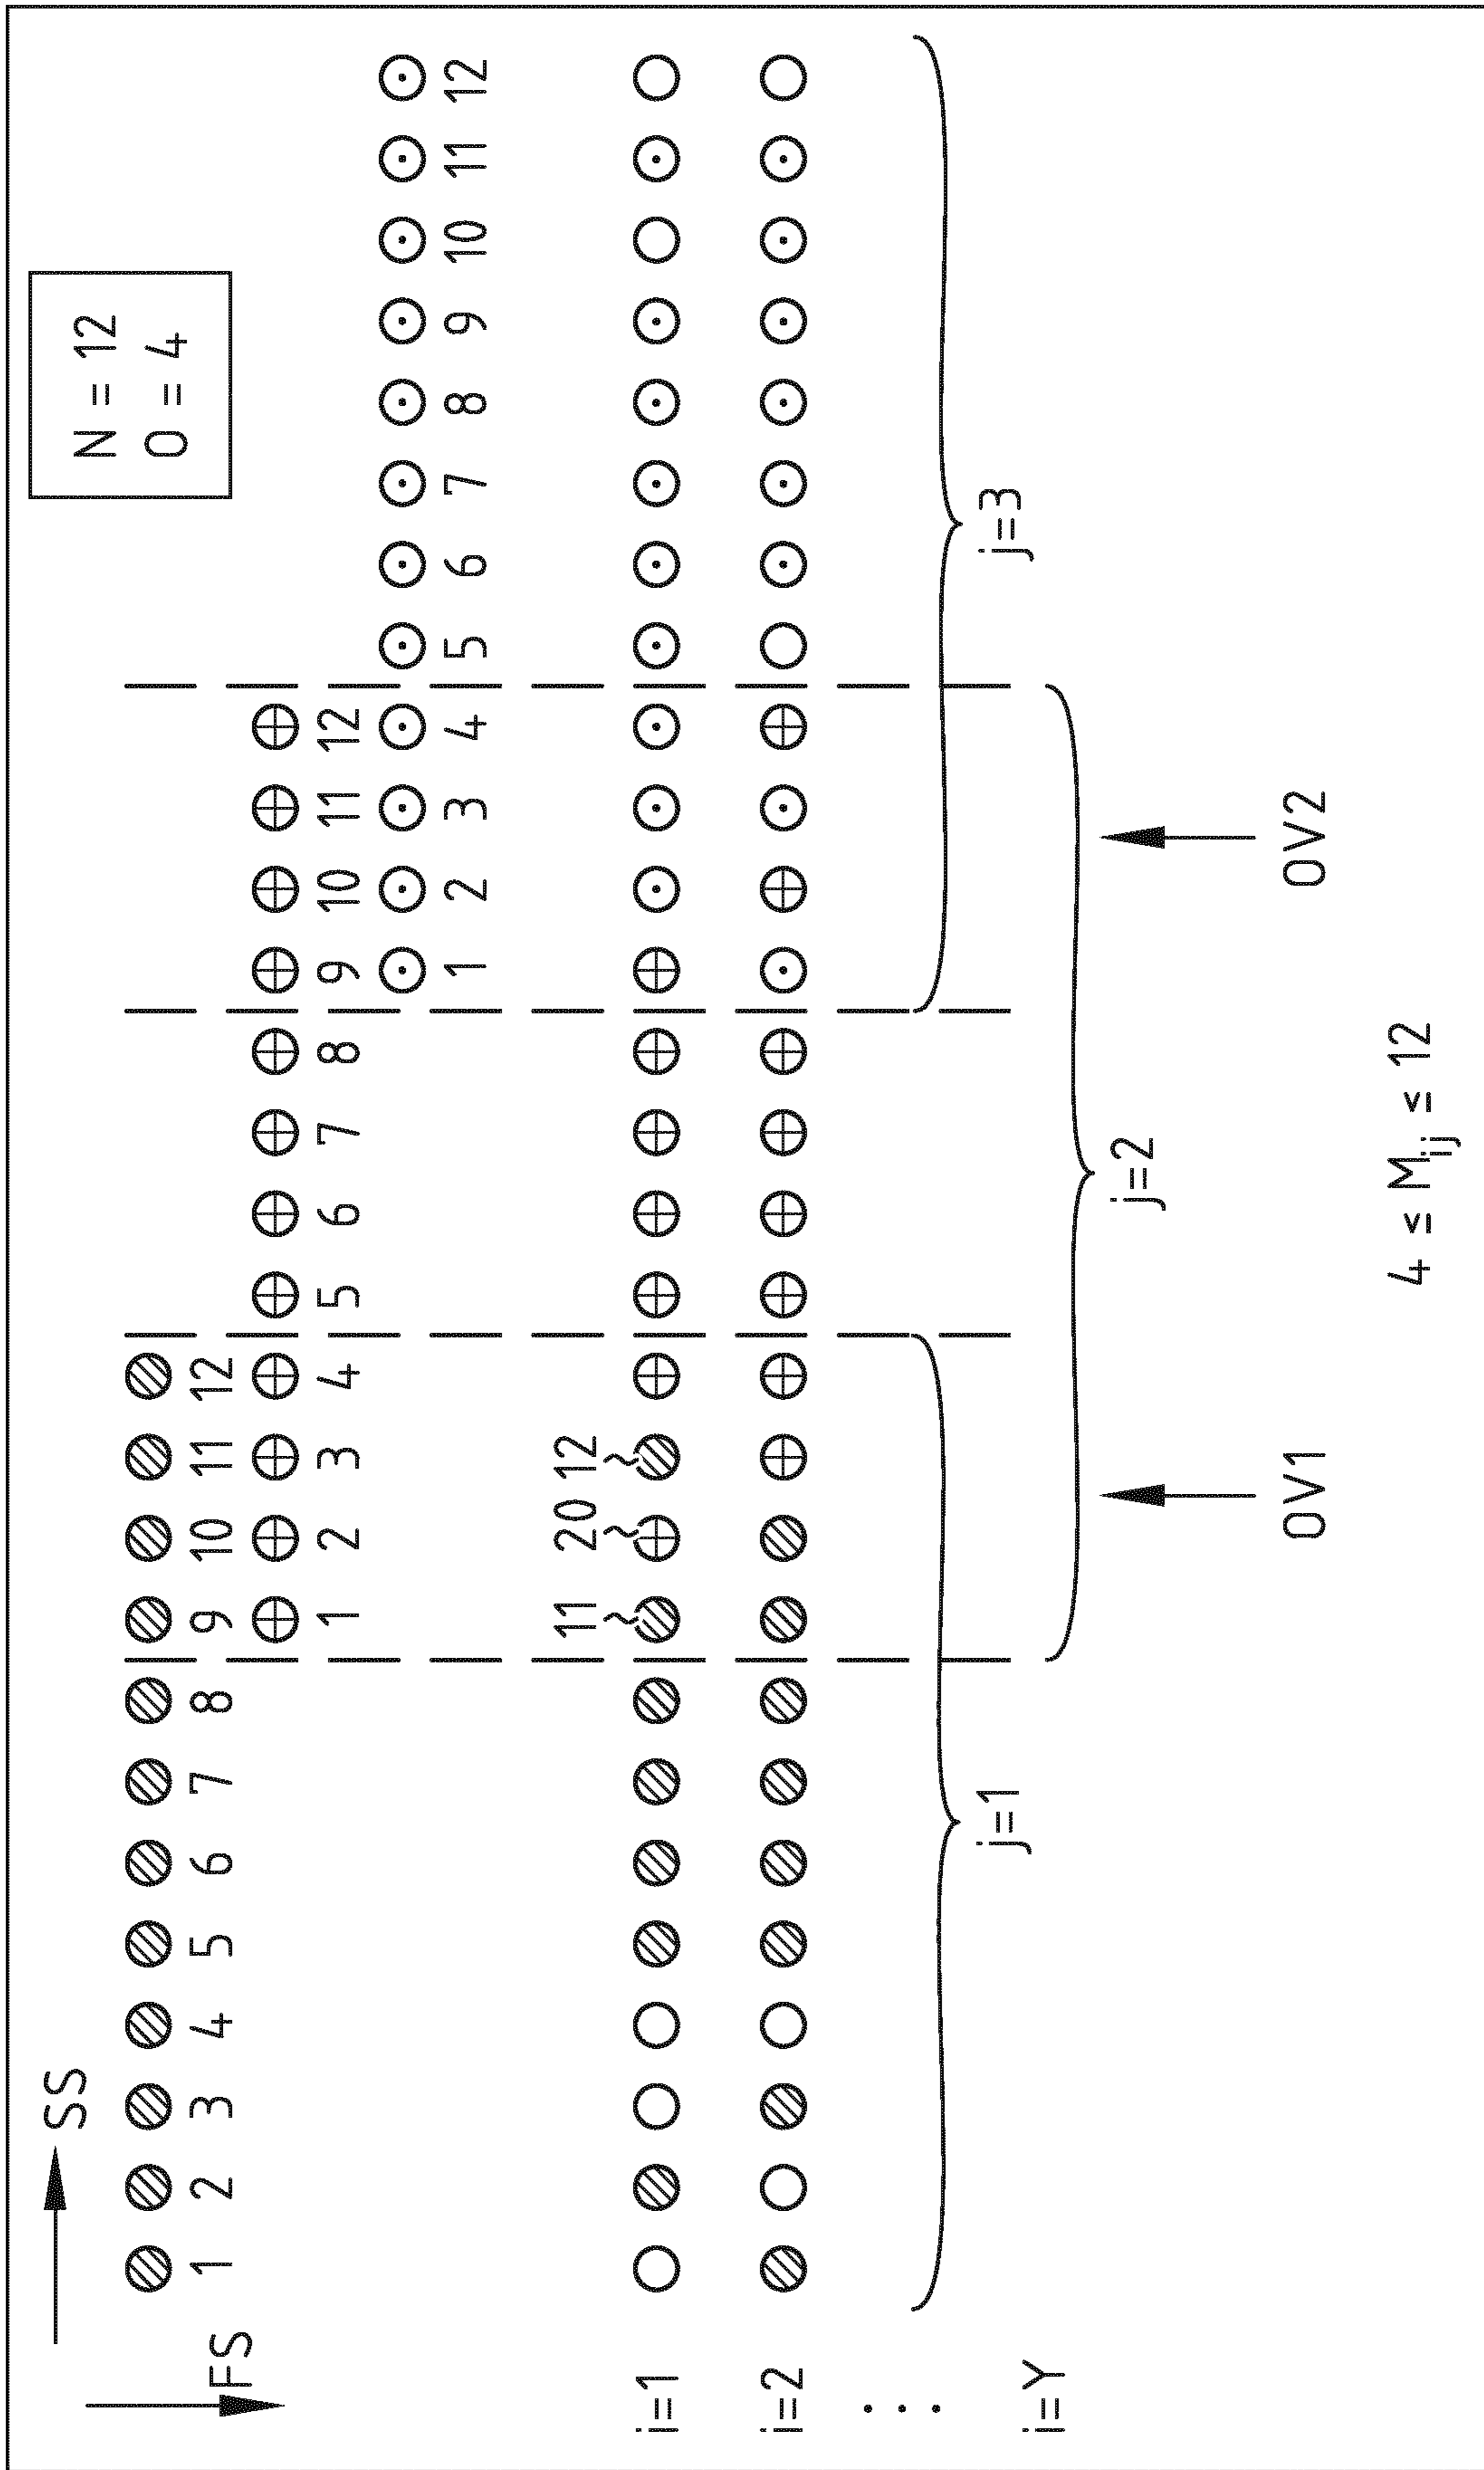 SS
FS
N = 12
O = 4
1 2 3 4 5 6 7 8 9 10 11 12
1 2 3 4 5 6 7 8 9 10 11 12
1 2 3 4 5 6 7 8 9 10 11 12
11 20 12
i=1
i=2
i=Y
j=1
j=3
j=2
OV1
OV2
4 ≤ Mij ≤ 12